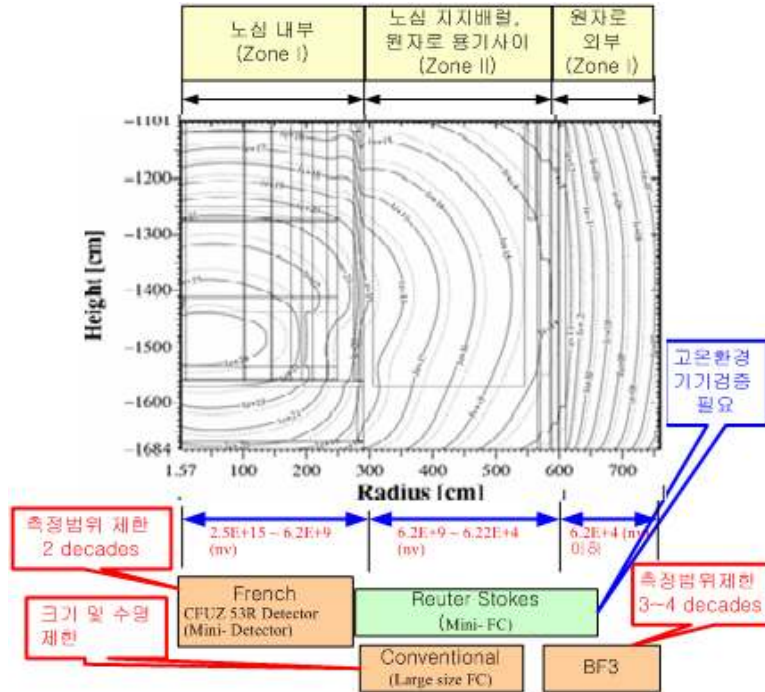 노심 내부
(Zone I)
노심 지지배럴,
원자로 용기사이
(Zone II)
원자로
외부
(Zone I)
-1101
-1200
-1300
-1400
-1500
-1600
-1684
Height [cm]
1.57
100
200
300
400
500
600
700
Radius [cm]
고온환경
기기검증
필요
측정범위 제한
2 decades
2.5E+15 ~ 6.2E+9
(nv)
6.2E+9 ~ 6.22E+4
(nv)
6.2E+4 (nv)
이하
French
CFUZ 53R Detector
(Mini- Detector)
Reuter Stokes
(Mini- FC)
측정범위제한
3~4 decades
크기 및 수명
제한
Conventional
(Large size FC)
BF3